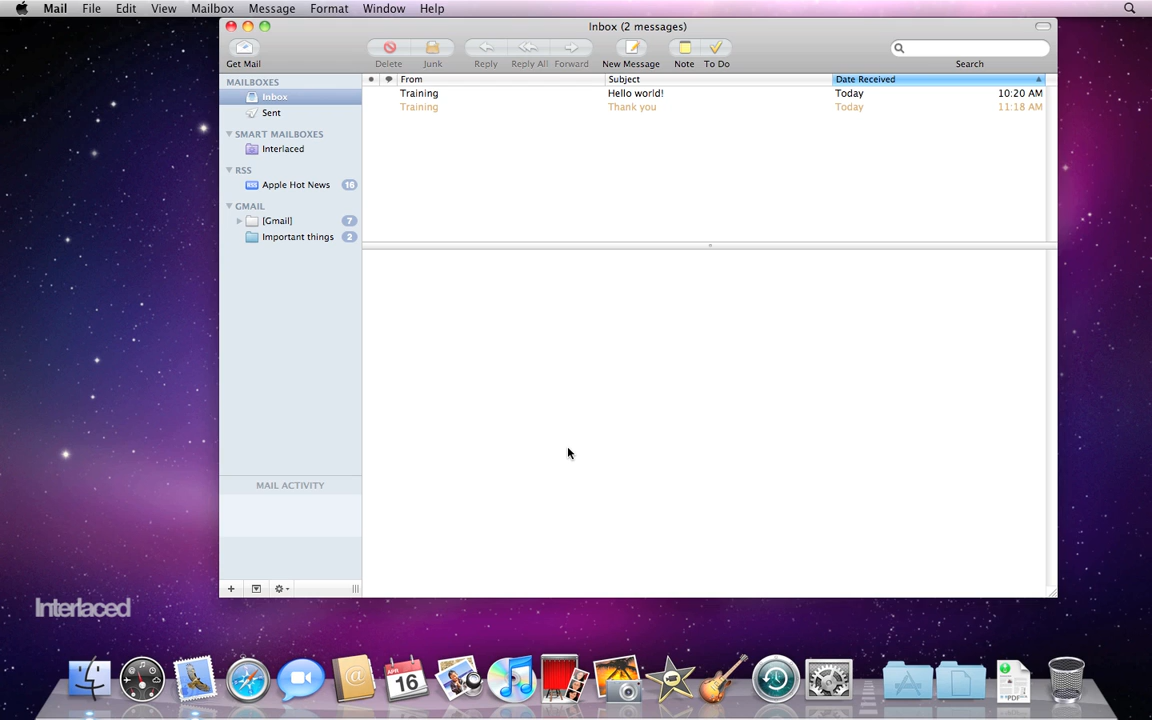 Mail File Edit View Mailbox Message Format Window Help
Inbox (2 messages)
Get Mail Delete Junk Reply Reply All Forward New Message Note To Do Search
MAILBOXES
Inbox
Sent
SMART MAILBOXES
Interlaced
RSS
RSS Apple Hot News 16
GMAIL
[Gmail] 7
Important things 2
From Subject Date Received
Training Hello world! Today 10:20 AM
Training Thank you Today 11:18 AM
MAIL ACTIVITY
Interlaced
APR
16
PDF